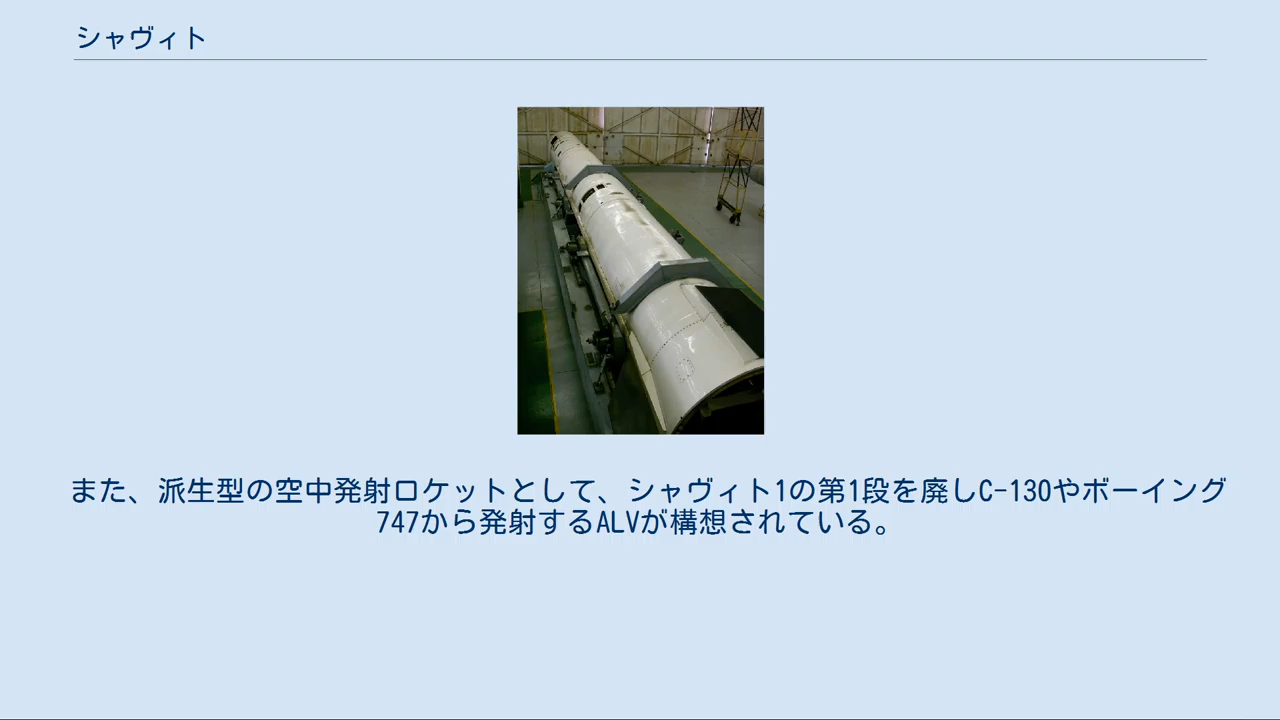 シャヴィト
また、派生型の空中発射ロケットとして、シャヴィト1の第1段を廃しC-130やボーイング
747から発射するALVが構想されている。